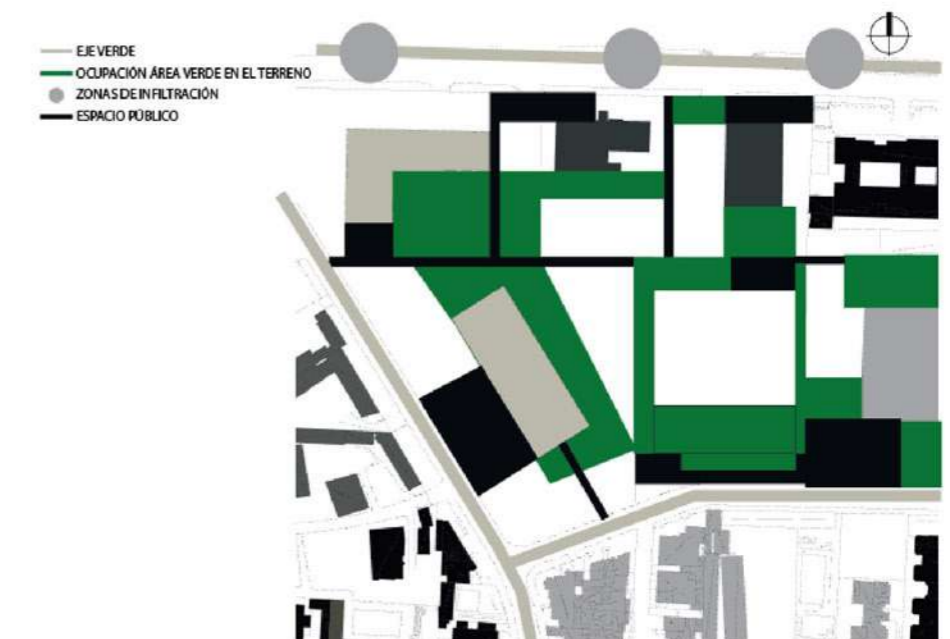 EJE VERDE
OCUPACIÓN ÁREA VERDE EN EL TERRENO
ZONAS DE INFILTRACIÓN
ESPACIO PÚBLICO